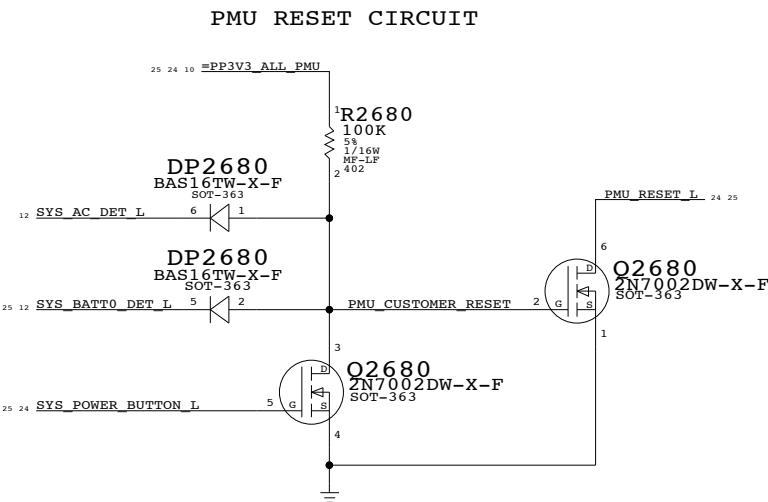 PMU RESET CIRCUIT
25 24 10 =PP3V3_ALL_PMU
1
R2680
100K
5%
1/16W
MF-LF
402
2
DP2680
BAS16TW-X-F
SOT-363
12 SYS_AC_DET_L 6 1
PMU_RESET_L 24 25
DP2680
BAS16TW-X-F
SOT-363
25 12 SYS_BATT0_DET_L 5 2
PMU_CUSTOMER_RESET 2 G
6
D
S
1
Q2680
2N7002DW-X-F
SOT-363
3
D
Q2680
2N7002DW-X-F
SOT-363
25 24 SYS_POWER_BUTTON_L 5 G
S
4